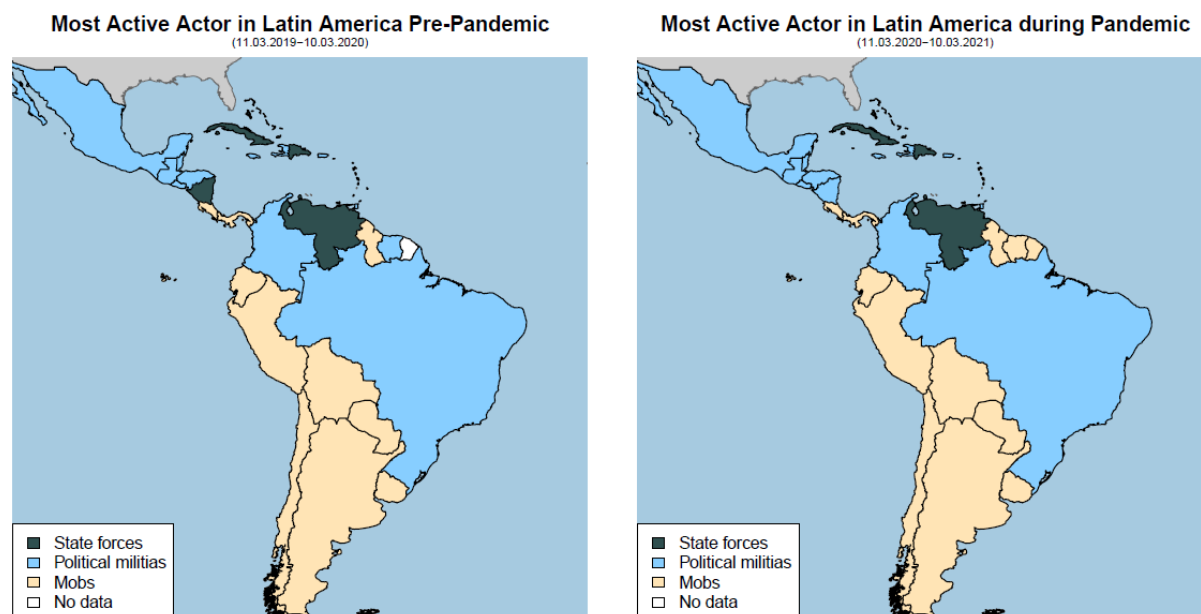 Most Active Actor in Latin America Pre-Pandemic
(11.03.2019−10.03.2020)
State forces
Political militias
Mobs
No data
Most Active Actor in Latin America during Pandemic
(11.03.2020−10.03.2021)
State forces
Political militias
Mobs
No data